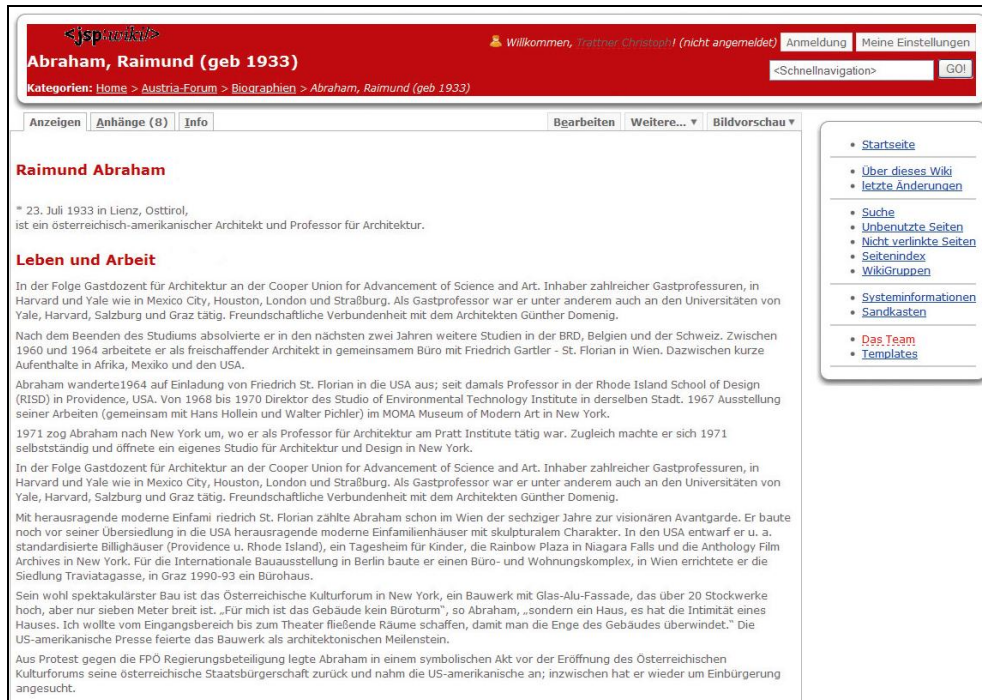 <jsp:wiki/>
Willkommen, Trattner Christoph! (nicht angemeldet) Anmeldung Meine Einstellungen
Abraham, Raimund (geb 1933)
<Schnellnavigation> GO!
Kategorien: Home > Austria-Forum > Biographien > Abraham, Raimund (geb 1933)
Anzeigen Anhänge (8) Info Bearbeiten Weitere... ▾ Bildvorschau ▾
Raimund Abraham
* 23. Juli 1933 in Lienz, Osttirol,
ist ein österreichisch-amerikanischer Architekt und Professor für Architektur.
Leben und Arbeit
In der Folge Gastdozent für Architektur an der Cooper Union for Advancement of Science and Art. Inhaber zahlreicher Gastprofessuren, in
Harvard und Yale wie in Mexico City, Houston, London und Straßburg. Als Gastprofessor war er unter anderem auch an den Universitäten von
Yale, Harvard, Salzburg und Graz tätig. Freundschaftliche Verbundenheit mit dem Architekten Günther Domenig.
Nach dem Beenden des Studiums absolvierte er in den nächsten zwei Jahren weitere Studien in der BRD, Belgien und der Schweiz. Zwischen
1960 und 1964 arbeitete er als freischaffender Architekt in gemeinsamem Büro mit Friedrich Gartler - St. Florian in Wien. Dazwischen kurze
Aufenthalte in Afrika, Mexiko und den USA.
Abraham wanderte1964 auf Einladung von Friedrich St. Florian in die USA aus; seit damals Professor in der Rhode Island School of Design
(RISD) in Providence, USA. Von 1968 bis 1970 Direktor des Studio of Environmental Technology Institute in derselben Stadt. 1967 Ausstellung
seiner Arbeiten (gemeinsam mit Hans Hollein und Walter Pichler) im MOMA Museum of Modern Art in New York.
1971 zog Abraham nach New York um, wo er als Professor für Architektur am Pratt Institute tätig war. Zugleich machte er sich 1971
selbstständig und öffnete ein eigenes Studio für Architektur und Design in New York.
In der Folge Gastdozent für Architektur an der Cooper Union for Advancement of Science and Art. Inhaber zahlreicher Gastprofessuren, in
Harvard und Yale wie in Mexico City, Houston, London und Straßburg. Als Gastprofessor war er unter anderem auch an den Universitäten von
Yale, Harvard, Salzburg und Graz tätig. Freundschaftliche Verbundenheit mit dem Architekten Günther Domenig.
Mit herausragende moderne Einfami riedrich St. Florian zählte Abraham schon im Wien der sechziger Jahre zur visionären Avantgarde. Er baute
noch vor seiner Übersiedlung in die USA herausragende moderne Einfamilienhäuser mit skulpturalem Charakter. In den USA entwarf er u. a.
standardisierte Billighäuser (Providence u. Rhode Island), ein Tagesheim für Kinder, die Rainbow Plaza in Niagara Falls und die Anthology Film
Archives in New York. Für die Internationale Bauausstellung in Berlin baute er einen Büro- und Wohnungskomplex, in Wien errichtete er die
Siedlung Traviatagasse, in Graz 1990-93 ein Bürohaus.
Sein wohl spektakulärster Bau ist das Österreichische Kulturforum in New York, ein Bauwerk mit Glas-Alu-Fassade, das über 20 Stockwerke
hoch, aber nur sieben Meter breit ist. „Für mich ist das Gebäude kein Büroturm", so Abraham, „sondern ein Haus, es hat die Intimität eines
Hauses. Ich wollte vom Eingangsbereich bis zum Theater fließende Räume schaffen, damit man die Enge des Gebäudes überwindet." Die
US-amerikanische Presse feierte das Bauwerk als architektonischen Meilenstein.
Aus Protest gegen die FPÖ Regierungsbeteiligung legte Abraham in einem symbolischen Akt vor der Eröffnung des Österreichischen
Kulturforums seine österreichische Staatsbürgerschaft zurück und nahm die US-amerikanische an; inzwischen hat er wieder um Einbürgerung
angesucht.
Startseite
Über dieses Wiki
letzte Änderungen
Suche
Unbenutzte Seiten
Nicht verlinkte Seiten
Seitenindex
WikiGruppen
Systeminformationen
Sandkasten
Das Team
Templates